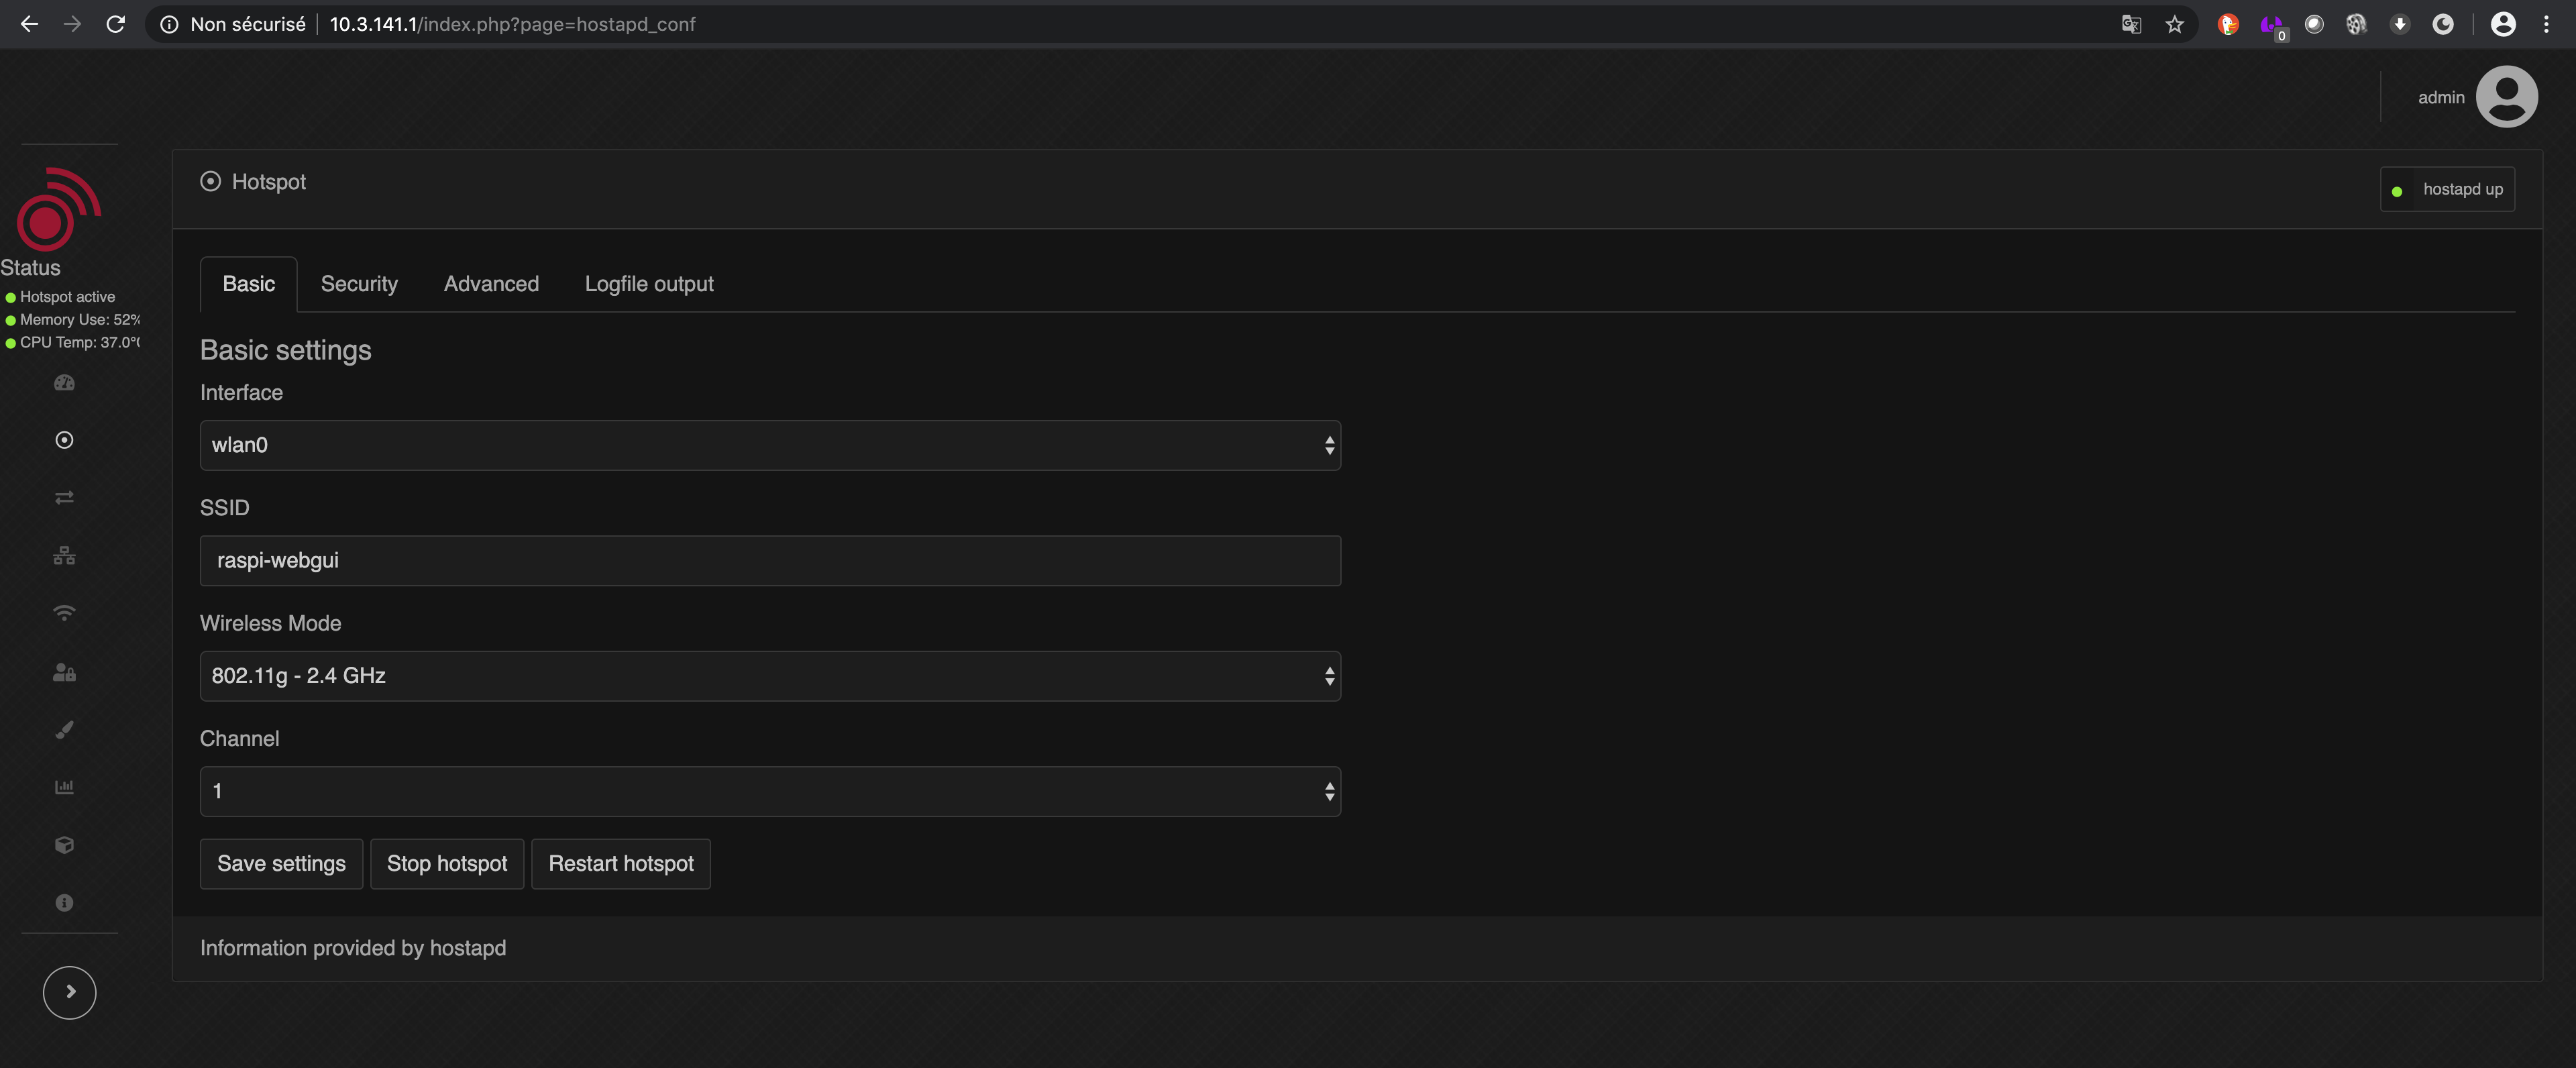 Non sécurisé | 10.3.141.1/index.php?page=hostapd_conf
0
admin
Hotspot
hostapd up
Status
Hotspot active
Memory Use: 52%
CPU Temp: 37.0°
Basic Security Advanced Logfile output
Basic settings
Interface
wlan0
SSID
raspi-webgui
Wireless Mode
802.11g - 2.4 GHz
Channel
1
Save settings Stop hotspot Restart hotspot
Information provided by hostapd